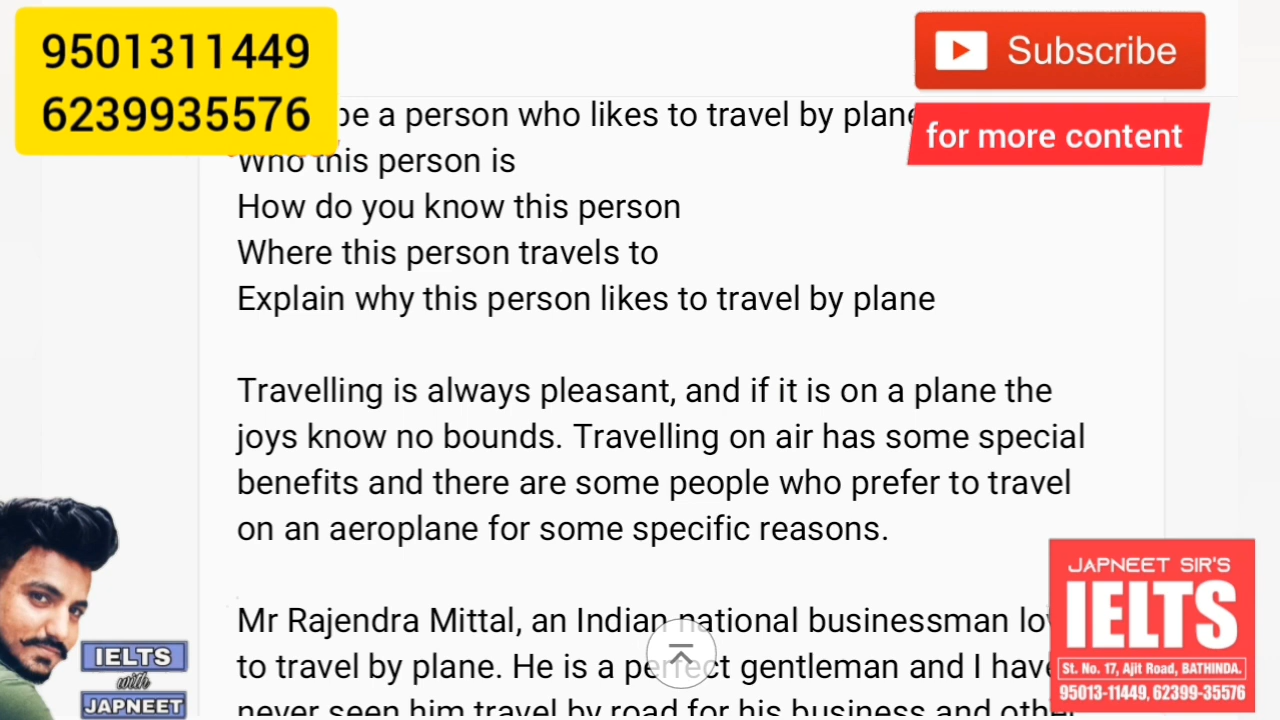 9501311449
6239935576
Subscribe
for more content
be a person who likes to travel by plane
Who this person is
How do you know this person
Where this person travels to
Explain why this person likes to travel by plane
Travelling is always pleasant, and if it is on a plane the
joys know no bounds. Travelling on air has some special
benefits and there are some people who prefer to travel
on an aeroplane for some specific reasons.
Mr Rajendra Mittal, an Indian national businessman lo
to travel by plane. He is a perfect gentleman and I have
never seen him travel by road for his business and other
IELTS
with
JAPNEET
JAPNEET SIR'S
IELTS
St. No. 17, Ajit Road, BATHINDA.
95013-11449, 62399-35576